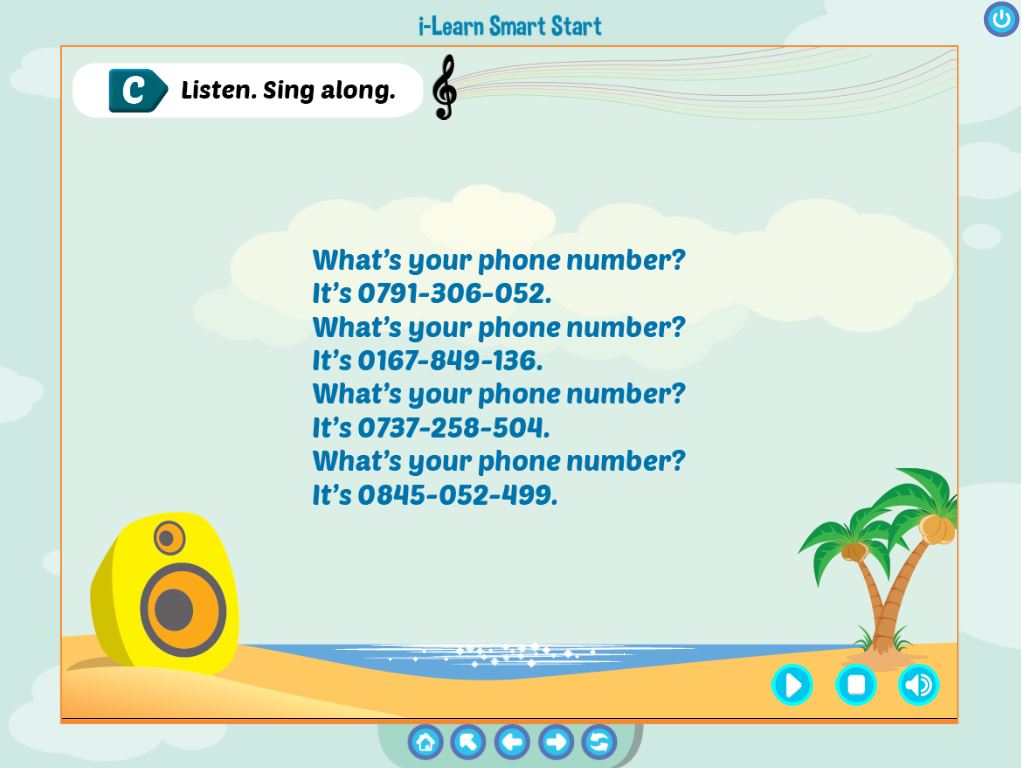 i-Learn Smart Start
C Listen. Sing along.
What's your phone number?
It's 0791-306-052.
What's your phone number?
It's 0167-849-136.
What's your phone number?
It's 0737-258-504.
What's your phone number?
It's 0845-052-499.